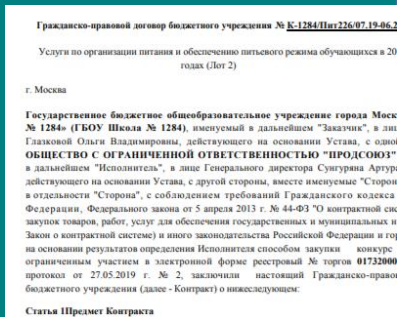 Гражданско-правовой договор бюджетного учреждения № К-1284/Пит226/07.19-06.2
Услуги по организации питания и обеспечению питьевого режима обучающихся в 20
годах (Лот 2)
г. Москва
Государственное бюджетное общеобразовательное учреждение города Моск
№ 1284» (ГБОУ Школа № 1284), именуемый в дальнейшем "Заказчик", в лиц
Глазковой Ольги Владимировны, действующего на основании Устава, с одной
ОБЩЕСТВО С ОГРАНИЧЕННОЙ ОТВЕТСТВЕННОСТЬЮ "ПРОДСОЮЗ"
в дальнейшем "Исполнитель", в лице Генерального директора Сунгуряна Артура
действующего на основании Устава, с другой стороны, вместе именуемые "Сторон
в отдельности "Сторона", с соблюдением требований Гражданского кодекса
Федерации, Федерального закона от 5 апреля 2013 г. № 44-ФЗ "О контрактной сис
закупок товаров, работ, услуг для обеспечения государственных и муниципальных н
Закон о контрактной системе) и иного законодательства Российской Федерации и гор
на основании результатов определения Исполнителя способом закупки конкурс
ограниченным участием в электронной форме реестровый № торгов 01732000
протокол от 27.05.2019 г. № 2, заключили настоящий Гражданско-право
бюджетного учреждения (далее - Контракт) о нижеследующем:
Статья 1Предмет Контракта